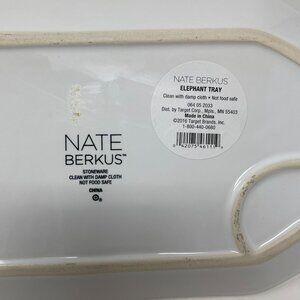 NATE BERKUS™
ELEPHANT TRAY
Clean with damp cloth • Not food safe
064 05 2033
Dist. by Target Corp., Mpls., MN 55403
Made in China
©2016 Target Brands, Inc.
1-800-440-0680
NATE
BERKUS™
STONEWARE
CLEAN WITH DAMP CLOTH
NOT FOOD SAFE
CHINA